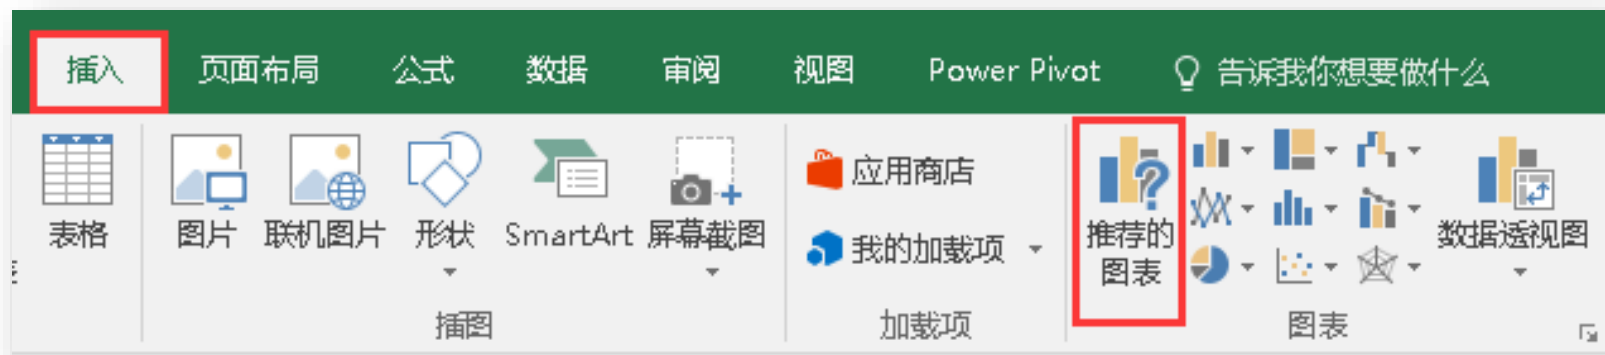 插入 页面布局 公式 数据 审阅 视图 Power Pivot 告诉我你想要做什么
表格
图片
联机图片
形状
SmartArt
屏幕截图
插图
应用商店
我的加载项
加载项
推荐的
图表
数据透视图
图表